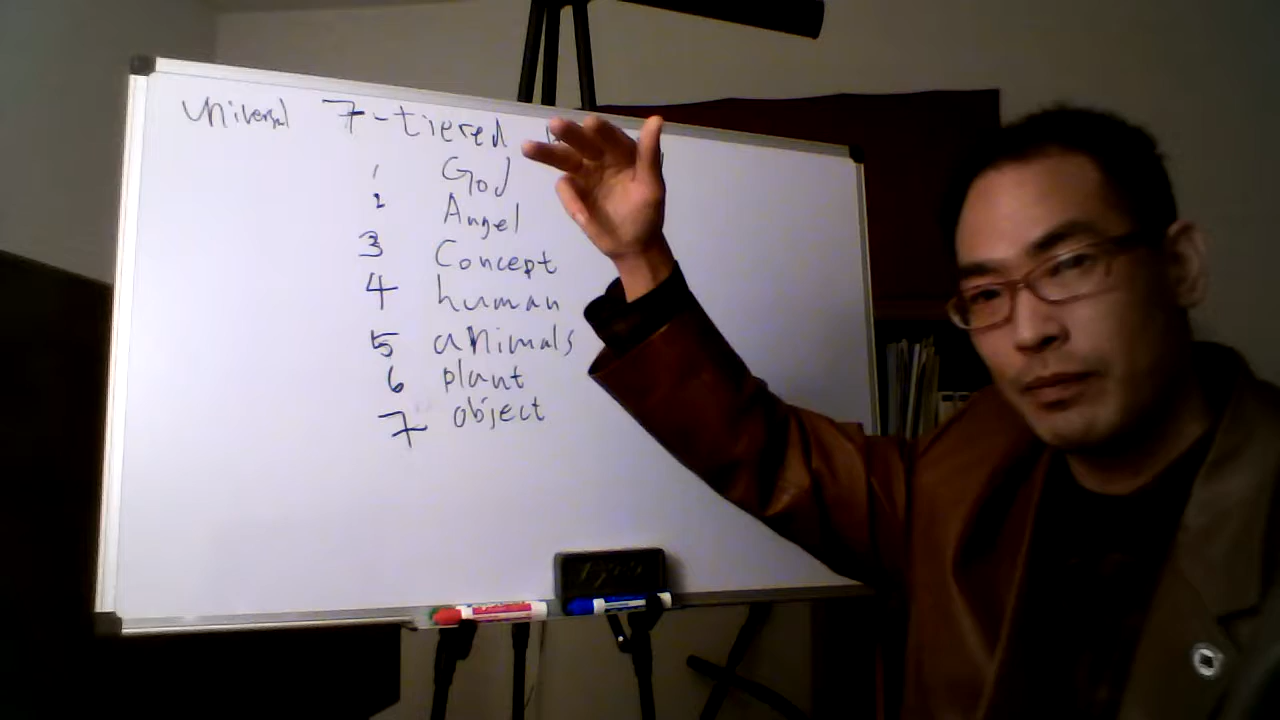 Universal 7-tiered
1 God
2 Angel
3 Concept
4 human
5 animals
6 plant
7 object